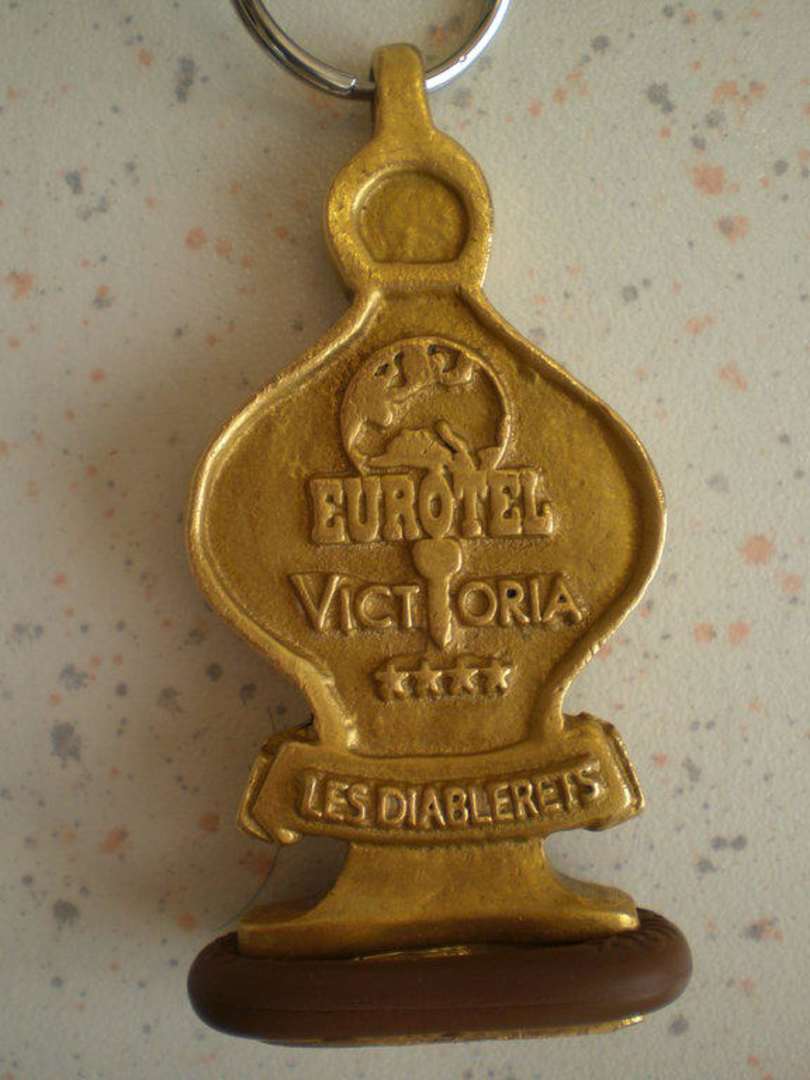 EUROTEL
VICTORIA
★★★★
LES DIABLERETS